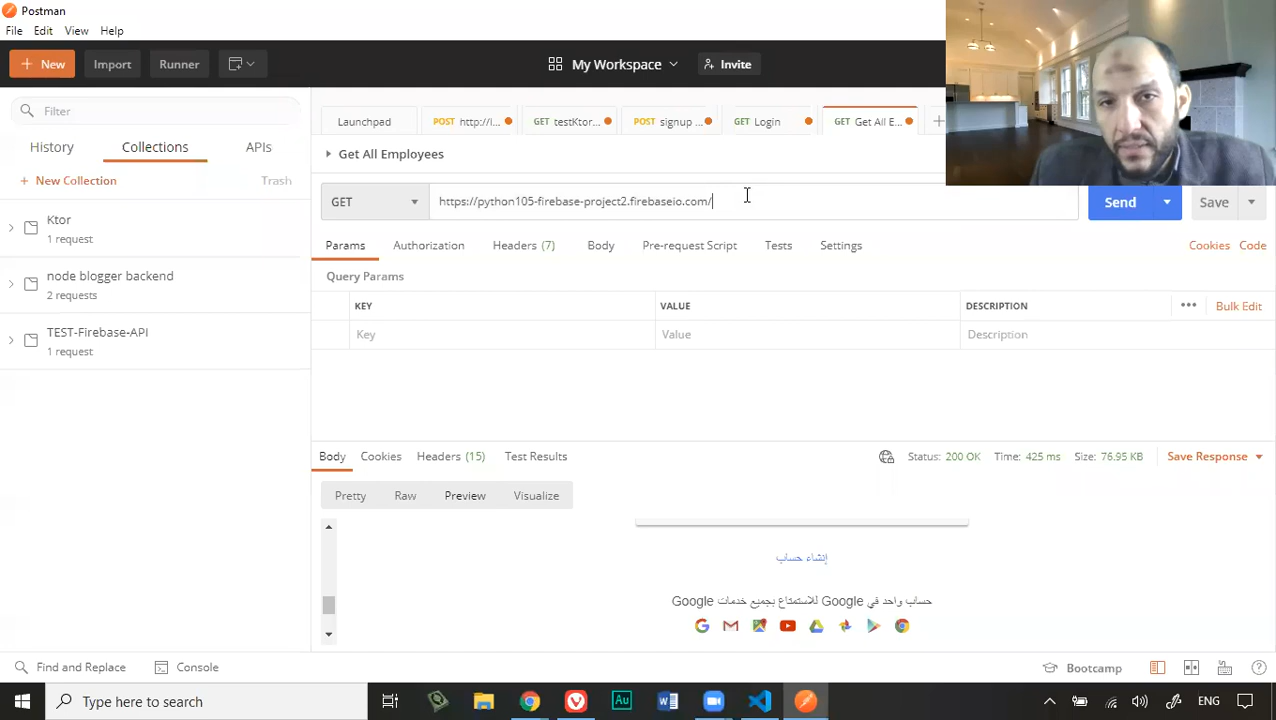 Postman
File Edit View Help
+ New Import Runner My Workspace Invite
Filter
History Collections APIs
+ New Collection Trash
Ktor
1 request
node blogger backend
2 requests
TEST-Firebase-API
1 request
Launchpad POST http://l... GET testKtor... POST signup ... GET Login GET Get All E... +
Get All Employees
GET https://python105-firebase-project2.firebaseio.com/ Send Save
Params Authorization Headers (7) Body Pre-request Script Tests Settings Cookies Code
Query Params
KEY VALUE DESCRIPTION ••• Bulk Edit
Key Value Description
Body Cookies Headers (15) Test Results Status: 200 OK Time: 425 ms Size: 76.95 KB Save Response
Pretty Raw Preview Visualize
إنشاء حساب
حساب واحد في Google للاستمتاع بجميع خدمات Google
Find and Replace Console Bootcamp
Type here to search ENG